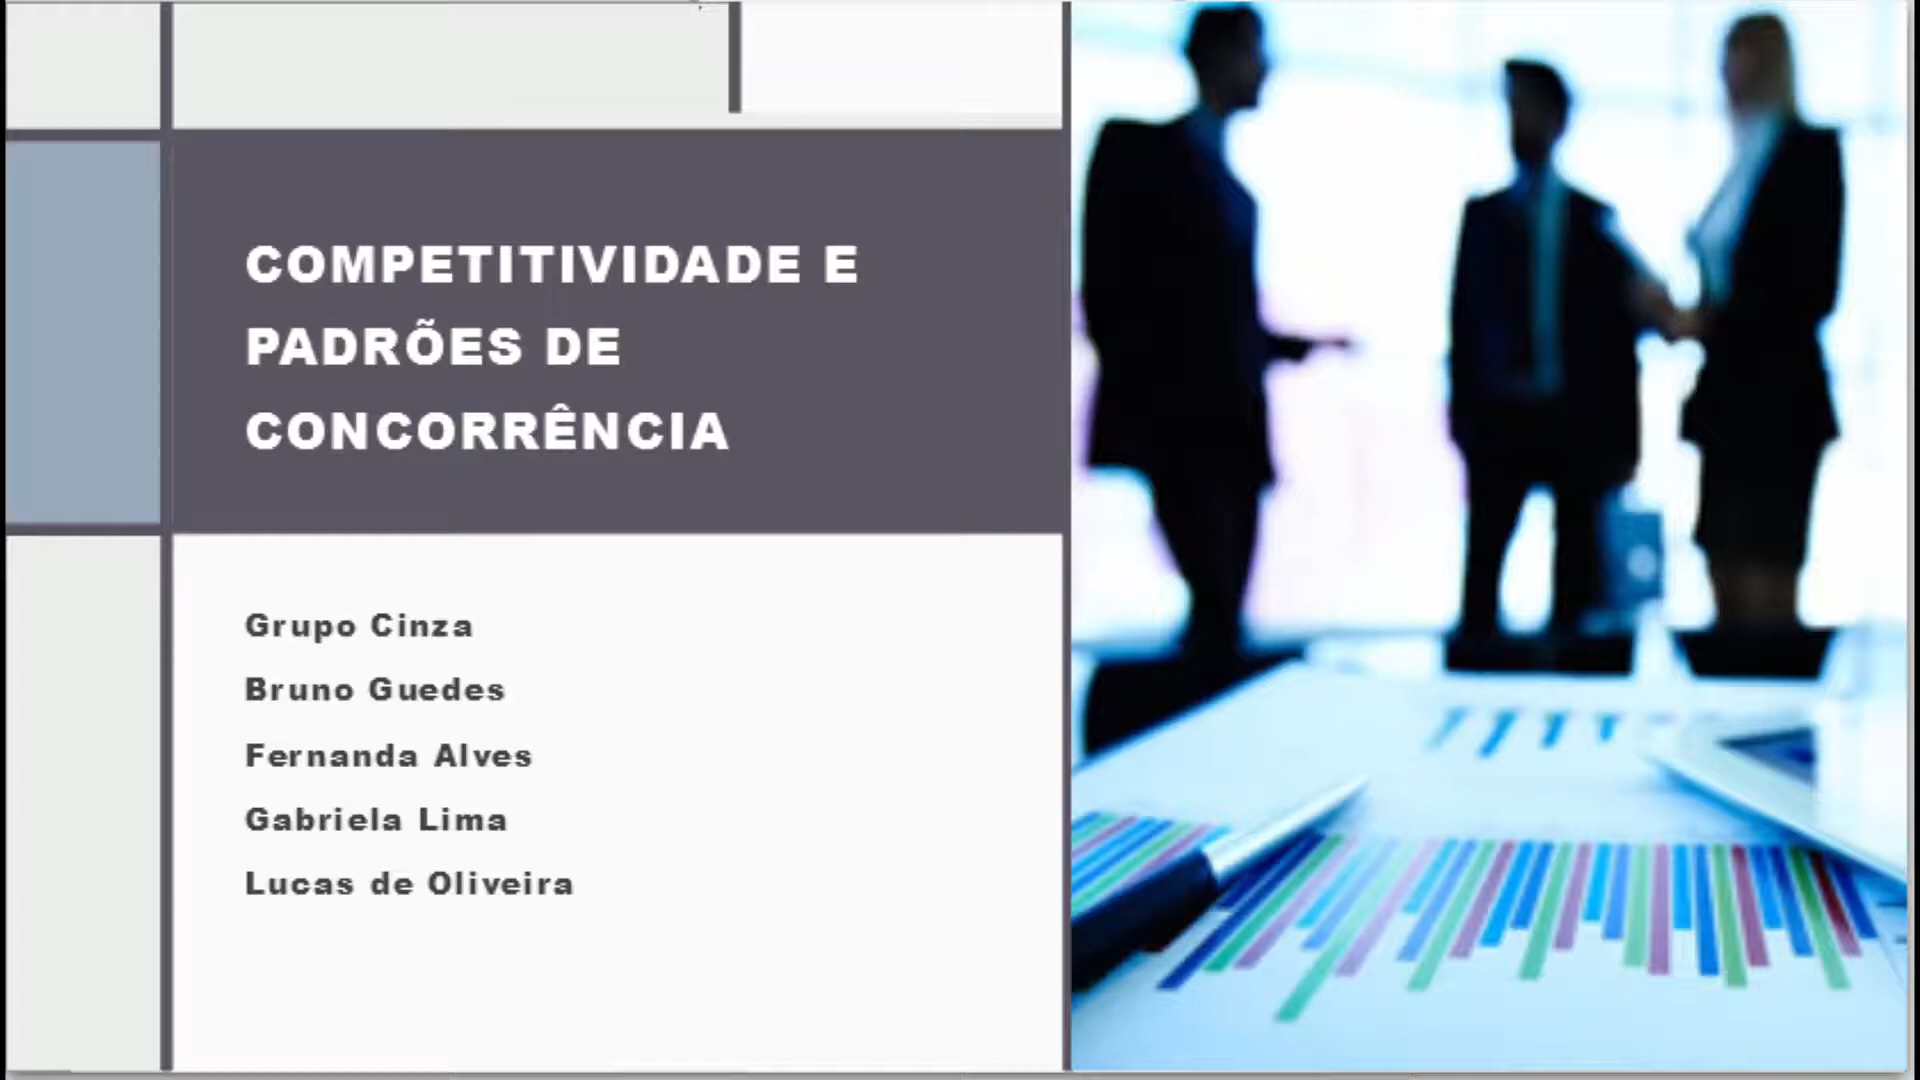 COMPETITIVIDADE E
PADRÕES DE
CONCORRÊNCIA
Grupo Cinza
Bruno Guedes
Fernanda Alves
Gabriela Lima
Lucas de Oliveira